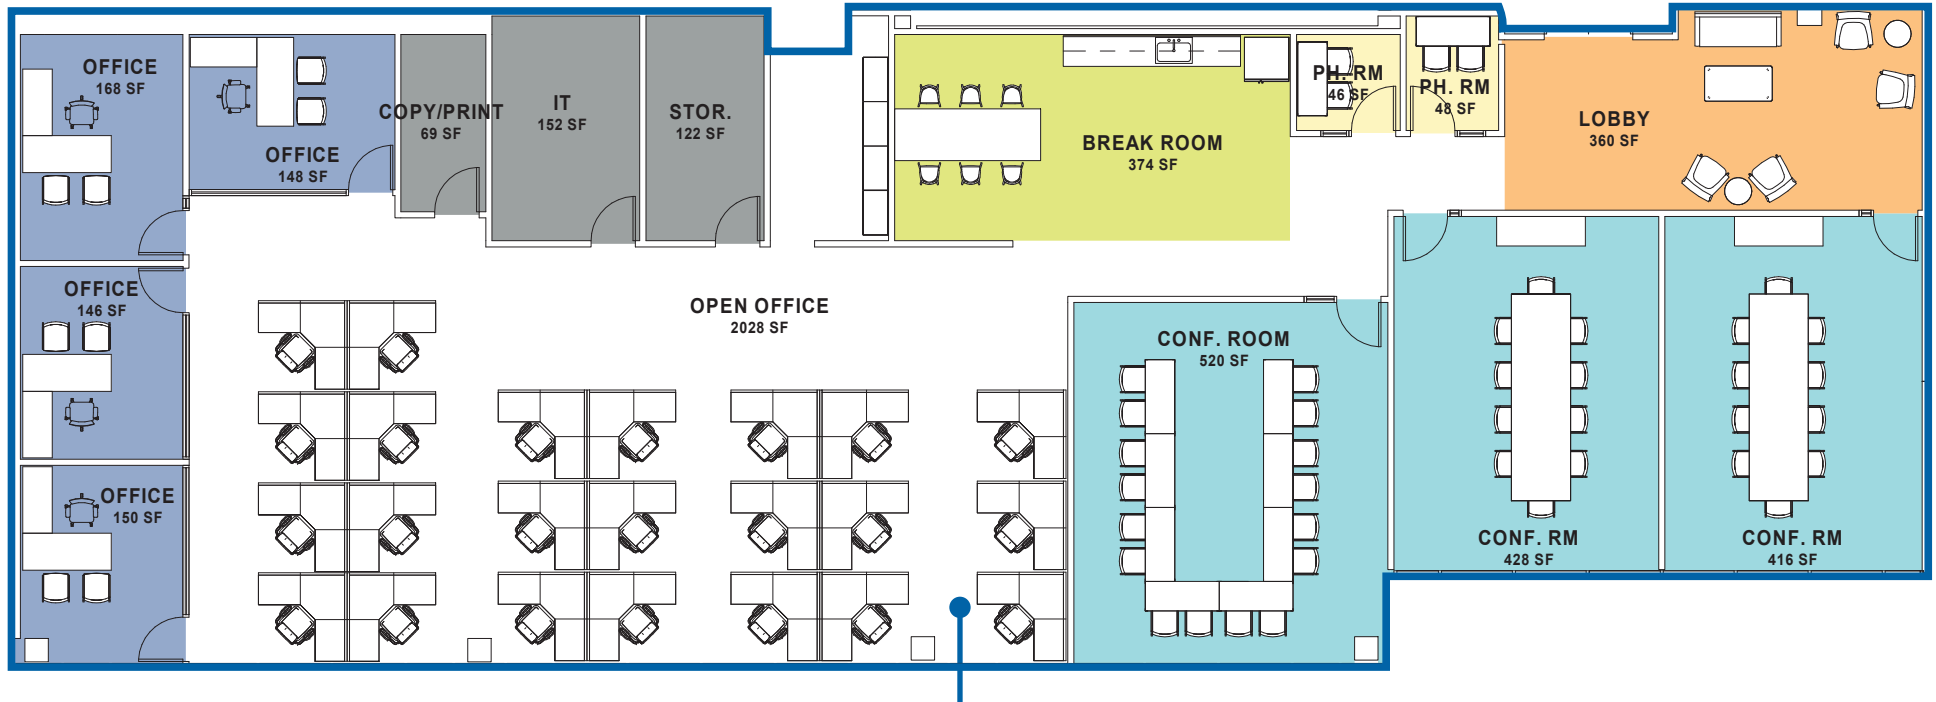 OFFICE
168 SF
OFFICE
148 SF
COPY/PRINT
69 SF
IT
152 SF
STOR.
122 SF
BREAK ROOM
374 SF
PH. RM
46 SF
PH. RM
48 SF
LOBBY
360 SF
OFFICE
146 SF
OPEN OFFICE
2028 SF
CONF. ROOM
520 SF
OFFICE
150 SF
CONF. RM
428 SF
CONF. RM
416 SF